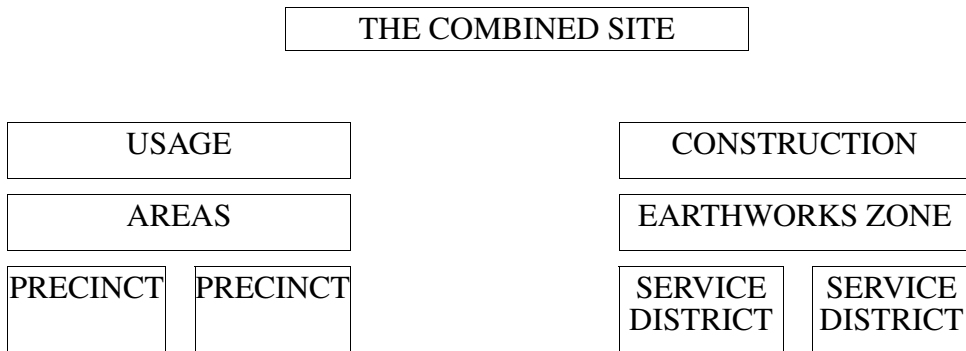 THE COMBINED SITE
USAGE
CONSTRUCTION
AREAS
EARTHWORKS ZONE
PRECINCT
PRECINCT
SERVICE
DISTRICT
SERVICE
DISTRICT